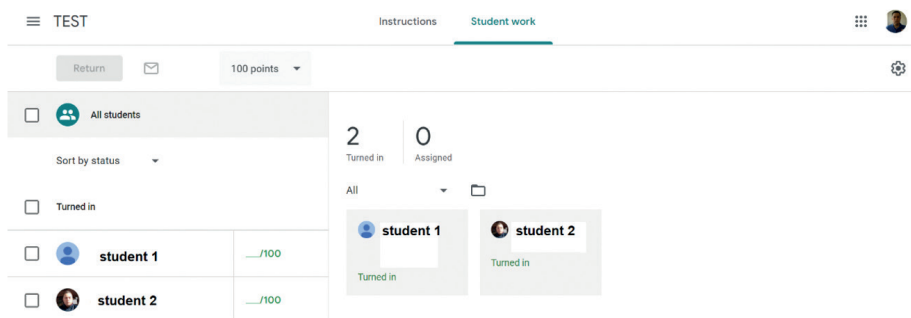 TEST
Instructions
Student work
Return
100 points
All students
Sort by status
Turned in
student 1
__/100
student 2
__/100
2
Turned in
0
Assigned
All
student 1
Turned in
student 2
Turned in